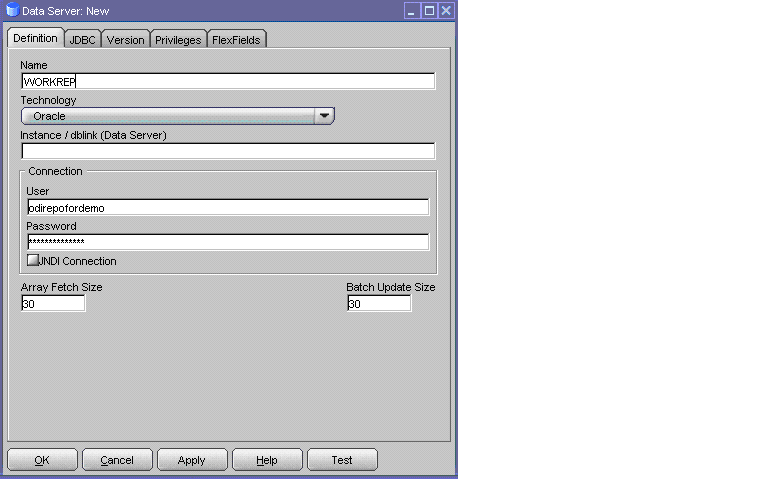 Data Server: New
Definition JDBC Version Privileges FlexFields
Name
WORKREP
Technology
Oracle
Instance / dblink (Data Server)
Connection
User
odirepofordemo
Password
**************
JNDI Connection
Array Fetch Size Batch Update Size
30 30
OK Cancel Apply Help Test